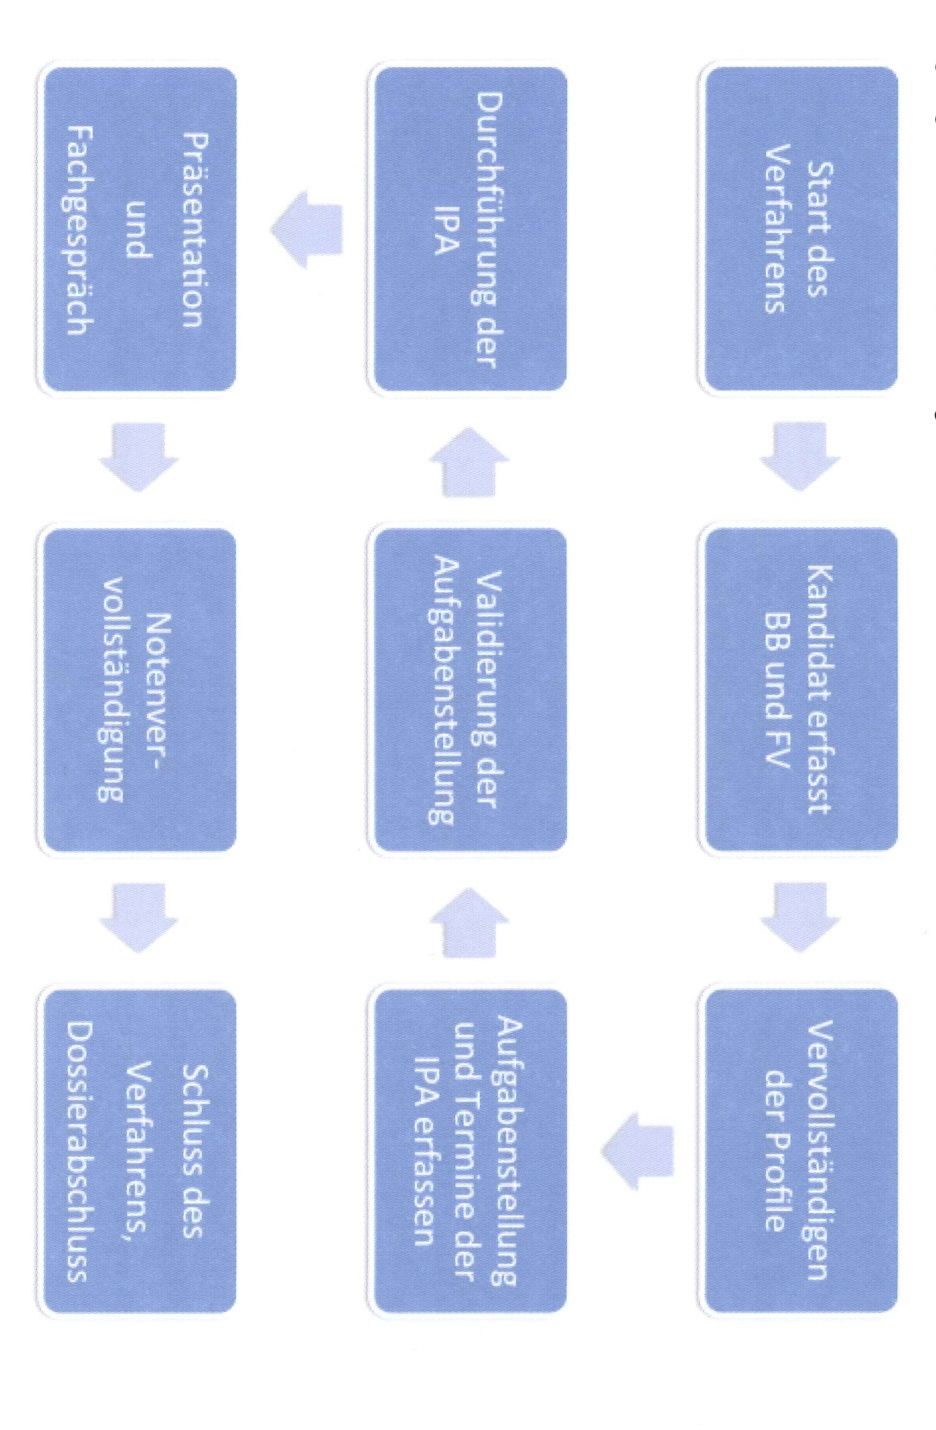 Start des
Verfahrens
Kandidat erfasst
BB und FV
Vervollständigen
der Profile
Aufgabenstellung
und Termine der
IPA erfassen
Validierung der
Aufgabenstellung
Durchführung der
IPA
Präsentation
und
Fachgespräch
Notenver-
vollständigung
Schluss des
Verfahrens,
Dossierabschluss